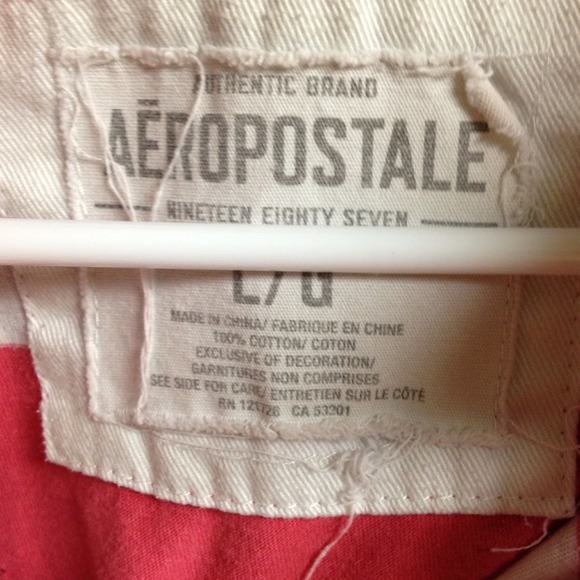 AUTHENTIC BRAND
AÉROPOSTALE
NINETEEN EIGHTY SEVEN
L/G
MADE IN CHINA/ FABRIQUE EN CHINE
100% COTTON/ COTON
EXCLUSIVE OF DECORATION/
GARNITURES NON COMPRISES
SEE SIDE FOR CARE/ ENTRETIEN SUR LE CÔTÉ
RN 121726 CA 53201